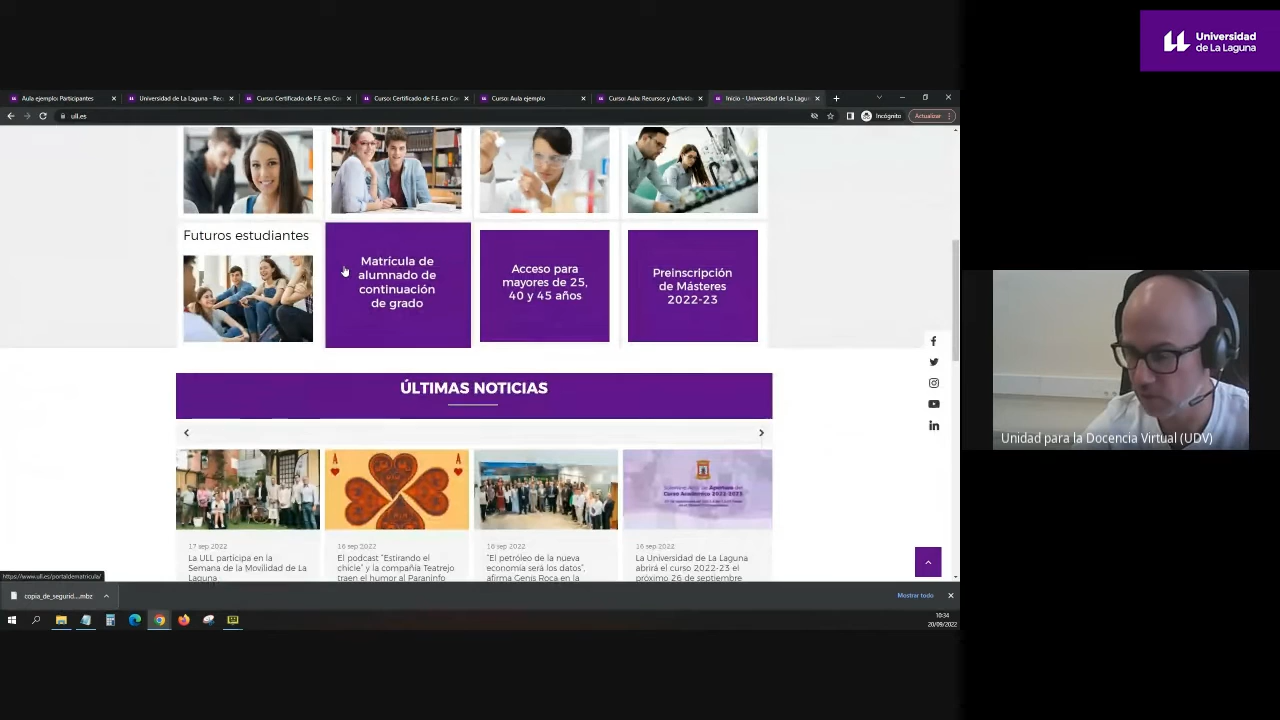 Universidad
de La Laguna
Aula ejemplo: Participantes
Universidad de La Laguna - Rec
Curso: Certificado de F.E. en Co
Curso: Certificado de F.E. en Co
Curso: Aula ejemplo
Curso: Aula: Recursos y Activida
Inicio - Universidad de La Lagun
ull.es
Incógnito
Actualizar
Futuros estudiantes
Matrícula de
alumnado de
continuación
de grado
Acceso para
mayores de 25,
40 y 45 años
Preinscripción
de Másteres
2022-23
ÚLTIMAS NOTICIAS
17 sep 2022
La ULL participa en la
Semana de la Movilidad de La
Laguna
16 sep 2022
El podcast "Estirando el
chicle" y la compañía Teatrejo
traen el humor al Paraninfo
16 sep 2022
"El petróleo de la nueva
economía será los datos",
afirma Genís Roca en la
16 sep 2022
La Universidad de La Laguna
abrirá el curso 2022-23 el
próximo 26 de septiembre
https://www.ull.es/portaldematricula/
copia_de_segurid....mbz
Mostrar todo
10:34
20/09/2022
Unidad para la Docencia Virtual (UDV)